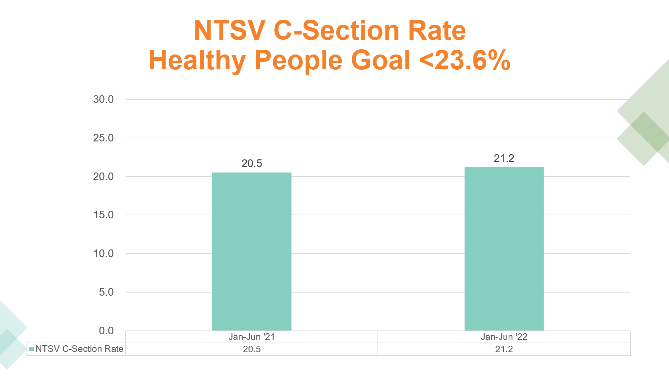 NTSV C-Section Rate
Healthy People Goal <23.6%
30.0
25.0
20.0
15.0
10.0
5.0
0.0
20.5
21.2
Jan-Jun '21
Jan-Jun '22
NTSV C-Section Rate
20.5
21.2